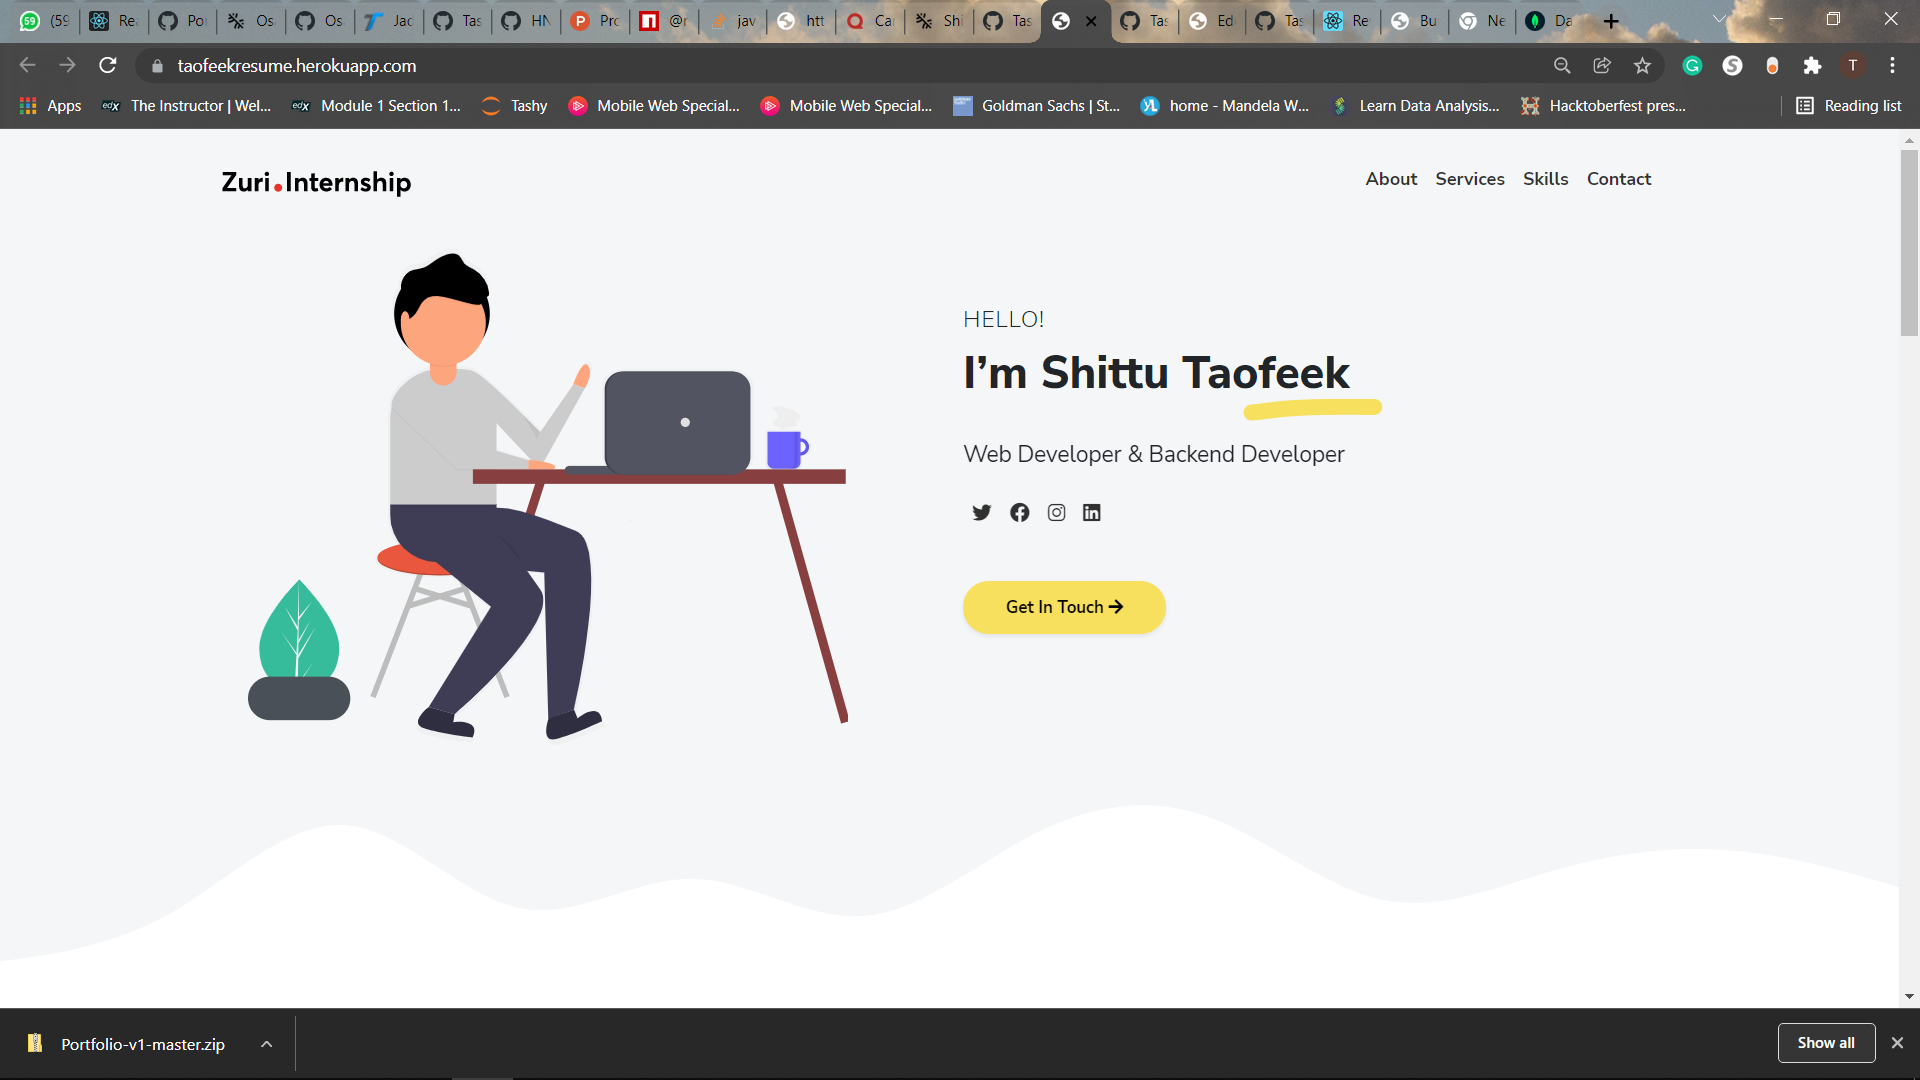 59 (59 Re Po Os Os Jac Tas HN Pro @r jav htt Q Ca Shi Tas Tas Ed Tas Re Bu Ne Da
taofeekresume.herokuapp.com T
Apps edX The Instructor | Wel... edX Module 1 Section 1... Tashy Mobile Web Special... Mobile Web Special... Goldman Sachs | St... home - Mandela W... Learn Data Analysis... Hacktoberfest pres... Reading list
Zuri.Internship About Services Skills Contact
HELLO!
I’m Shittu Taofeek
Web Developer & Backend Developer
Get In Touch
Portfolio-v1-master.zip Show all